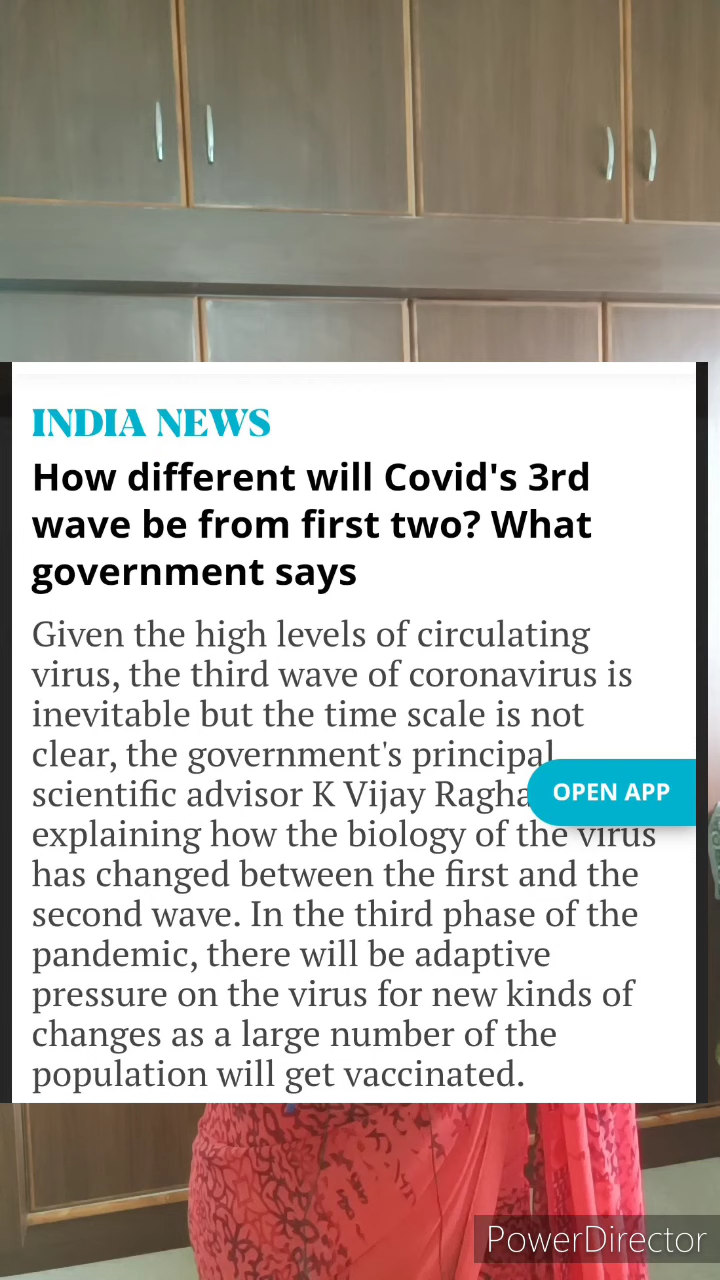 INDIA NEWS
How different will Covid's 3rd
wave be from first two? What
government says
Given the high levels of circulating
virus, the third wave of coronavirus is
inevitable but the time scale is not
clear, the government's principal
scientific advisor K Vijay
OPEN APP
explaining how the biology of the virus
has changed between the first and the
second wave. In the third phase of the
pandemic, there will be adaptive
pressure on the virus for new kinds of
changes as a large number of the
population will get vaccinated.
PowerDirector